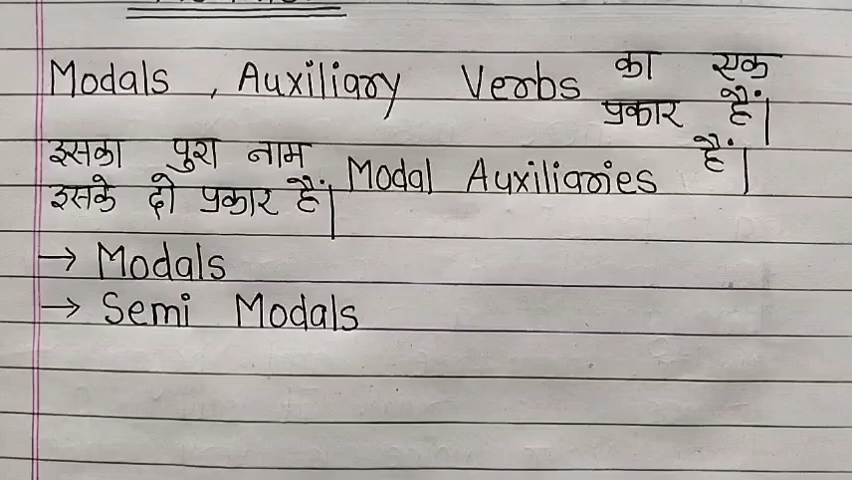 Modals , Auxiliary Verbs का एक प्रकार हैं।
इसका पुरा नाम Modal Auxiliaries हैं।
इसके दो प्रकार हैं।
→ Modals
→ Semi Modals